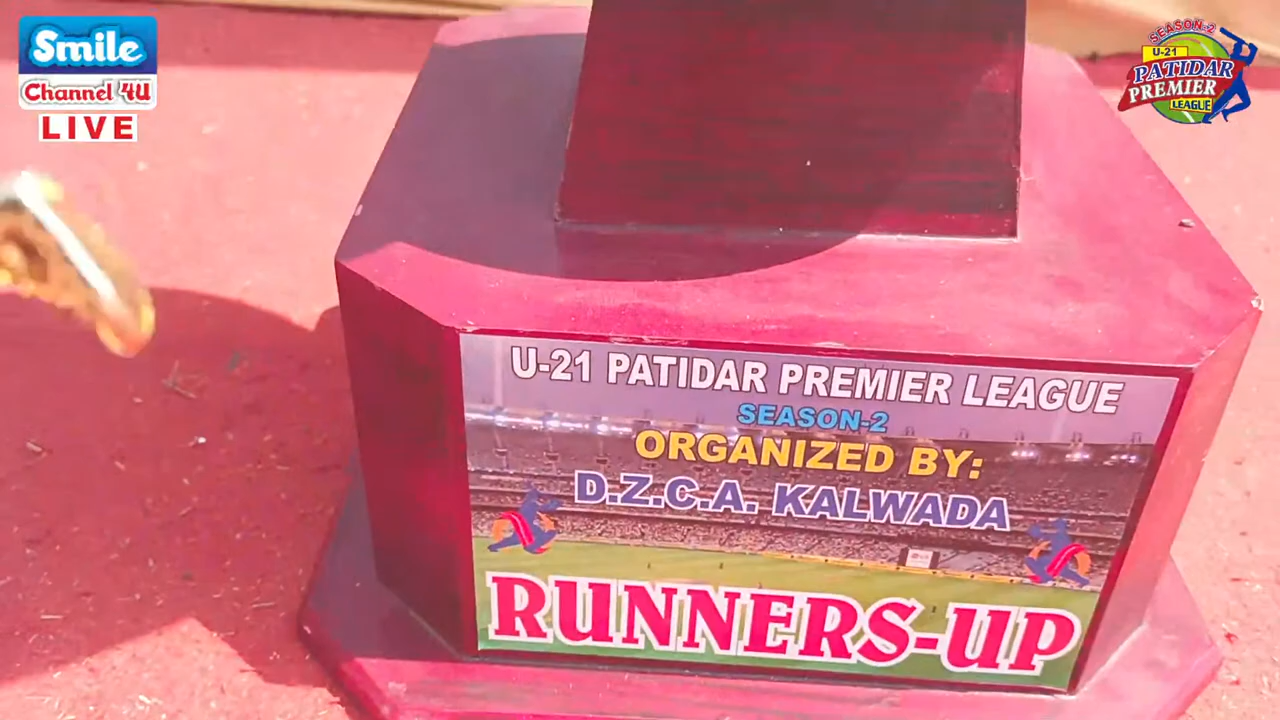 Smile
Channel 4U
LIVE
SEASON-2
U-21
PATIDAR
PREMIER
LEAGUE
U-21 PATIDAR PREMIER LEAGUE
SEASON-2
ORGANIZED BY:
D.Z.C.A. KALWADA
RUNNERS-UP